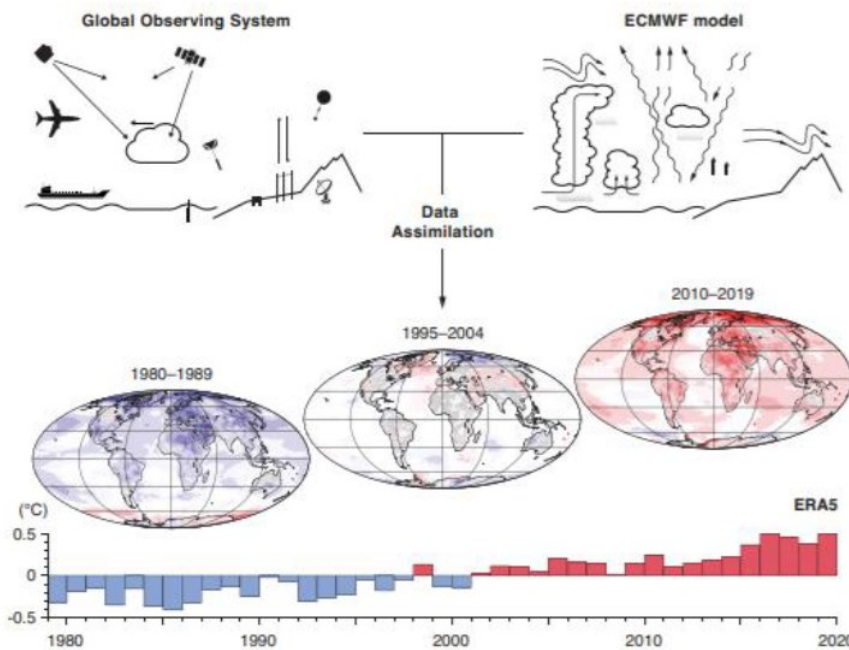 Global Observing System
ECMWF model
Data
Assimilation
2010–2019
1995–2004
1980–1989
(°C)
ERA5
0.5
0
-0.5
1980
1990
2000
2010
2020